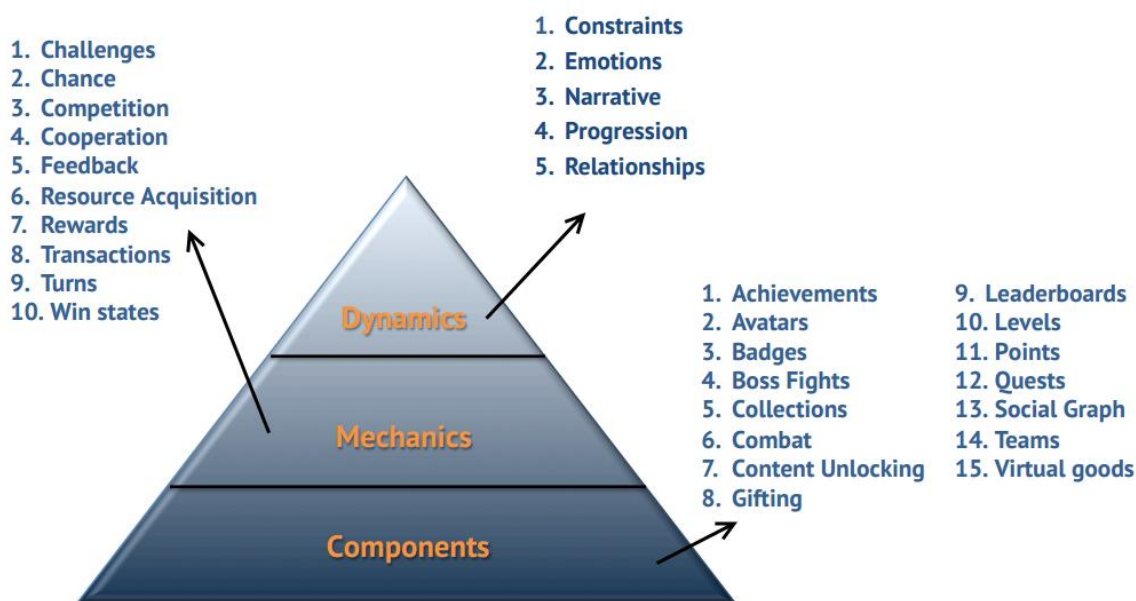 1. Challenges
2. Chance
3. Competition
4. Cooperation
5. Feedback
6. Resource Acquisition
7. Rewards
8. Transactions
9. Turns
10. Win states
1. Constraints
2. Emotions
3. Narrative
4. Progression
5. Relationships
Dynamics
Mechanics
Components
1. Achievements
2. Avatars
3. Badges
4. Boss Fights
5. Collections
6. Combat
7. Content Unlocking
8. Gifting
9. Leaderboards
10. Levels
11. Points
12. Quests
13. Social Graph
14. Teams
15. Virtual goods